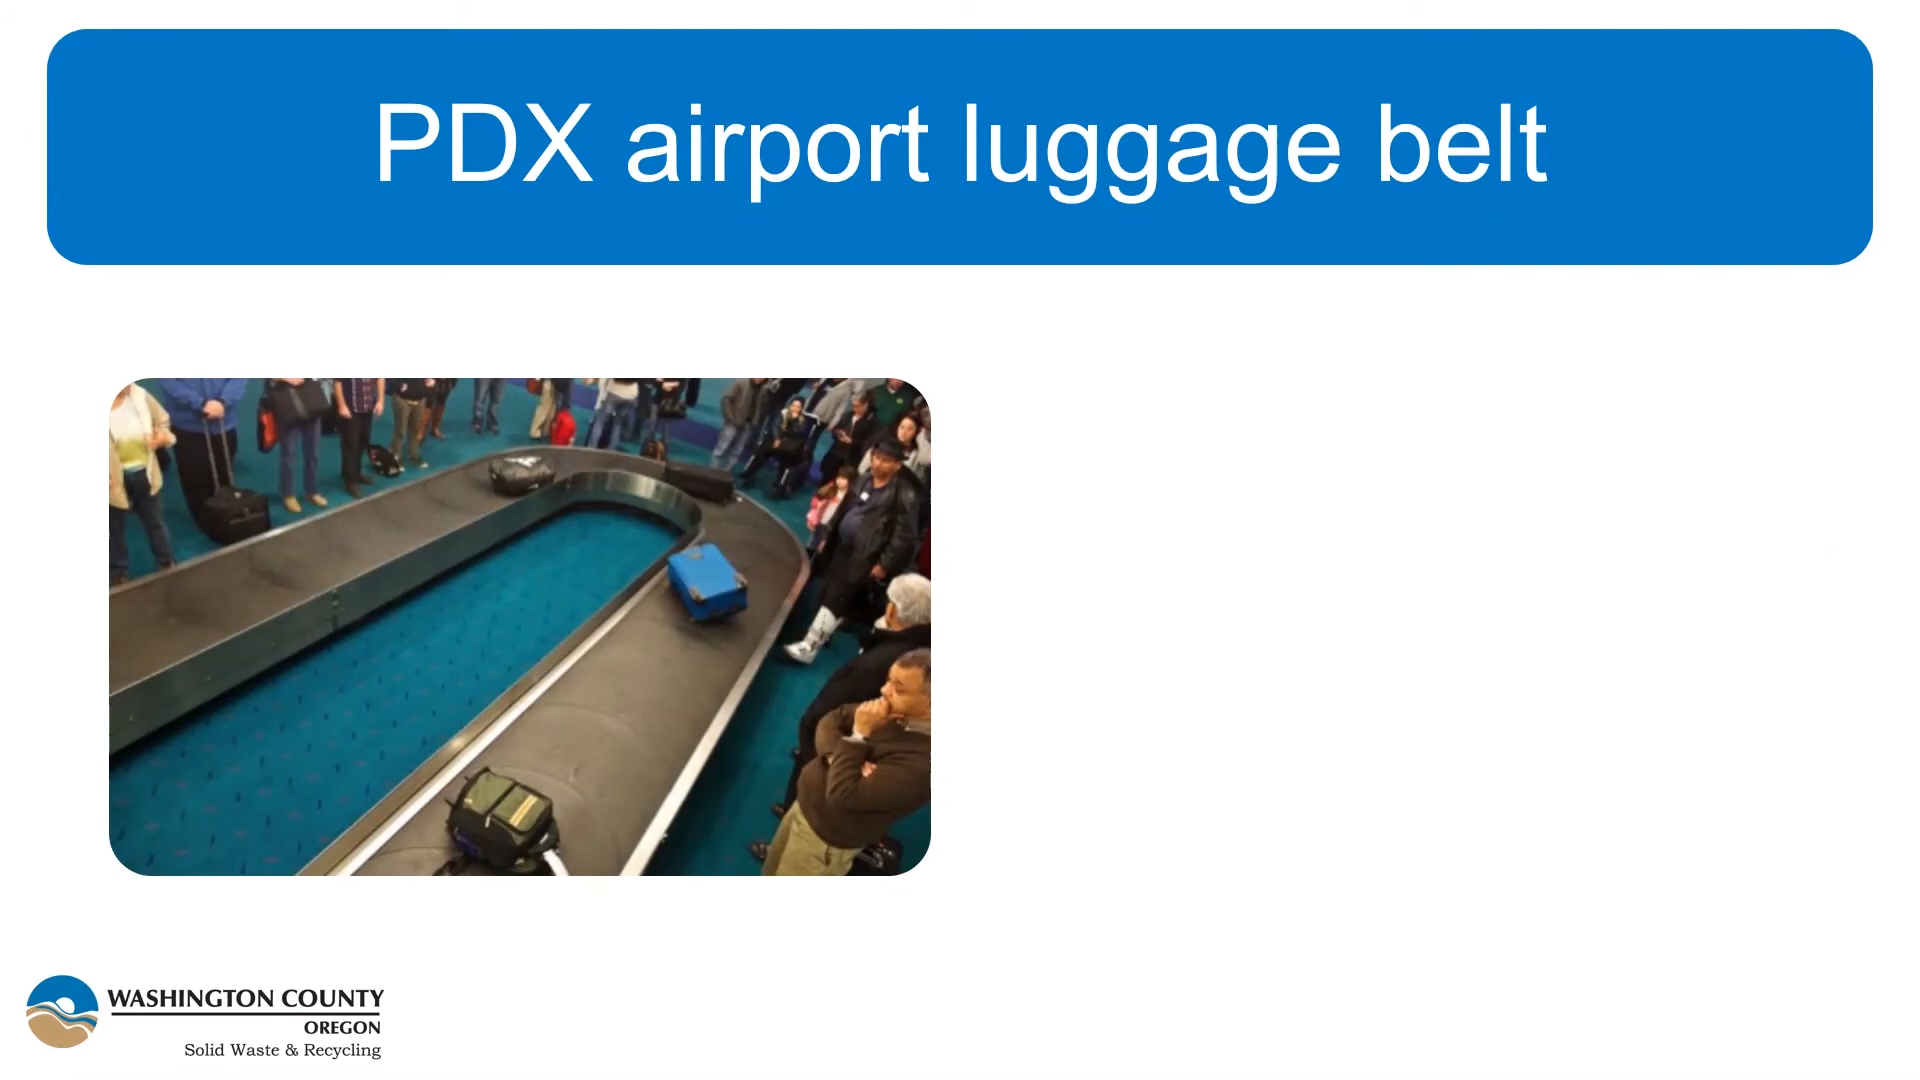 PDX airport luggage belt
WASHINGTON COUNTY
OREGON
Solid Waste & Recycling